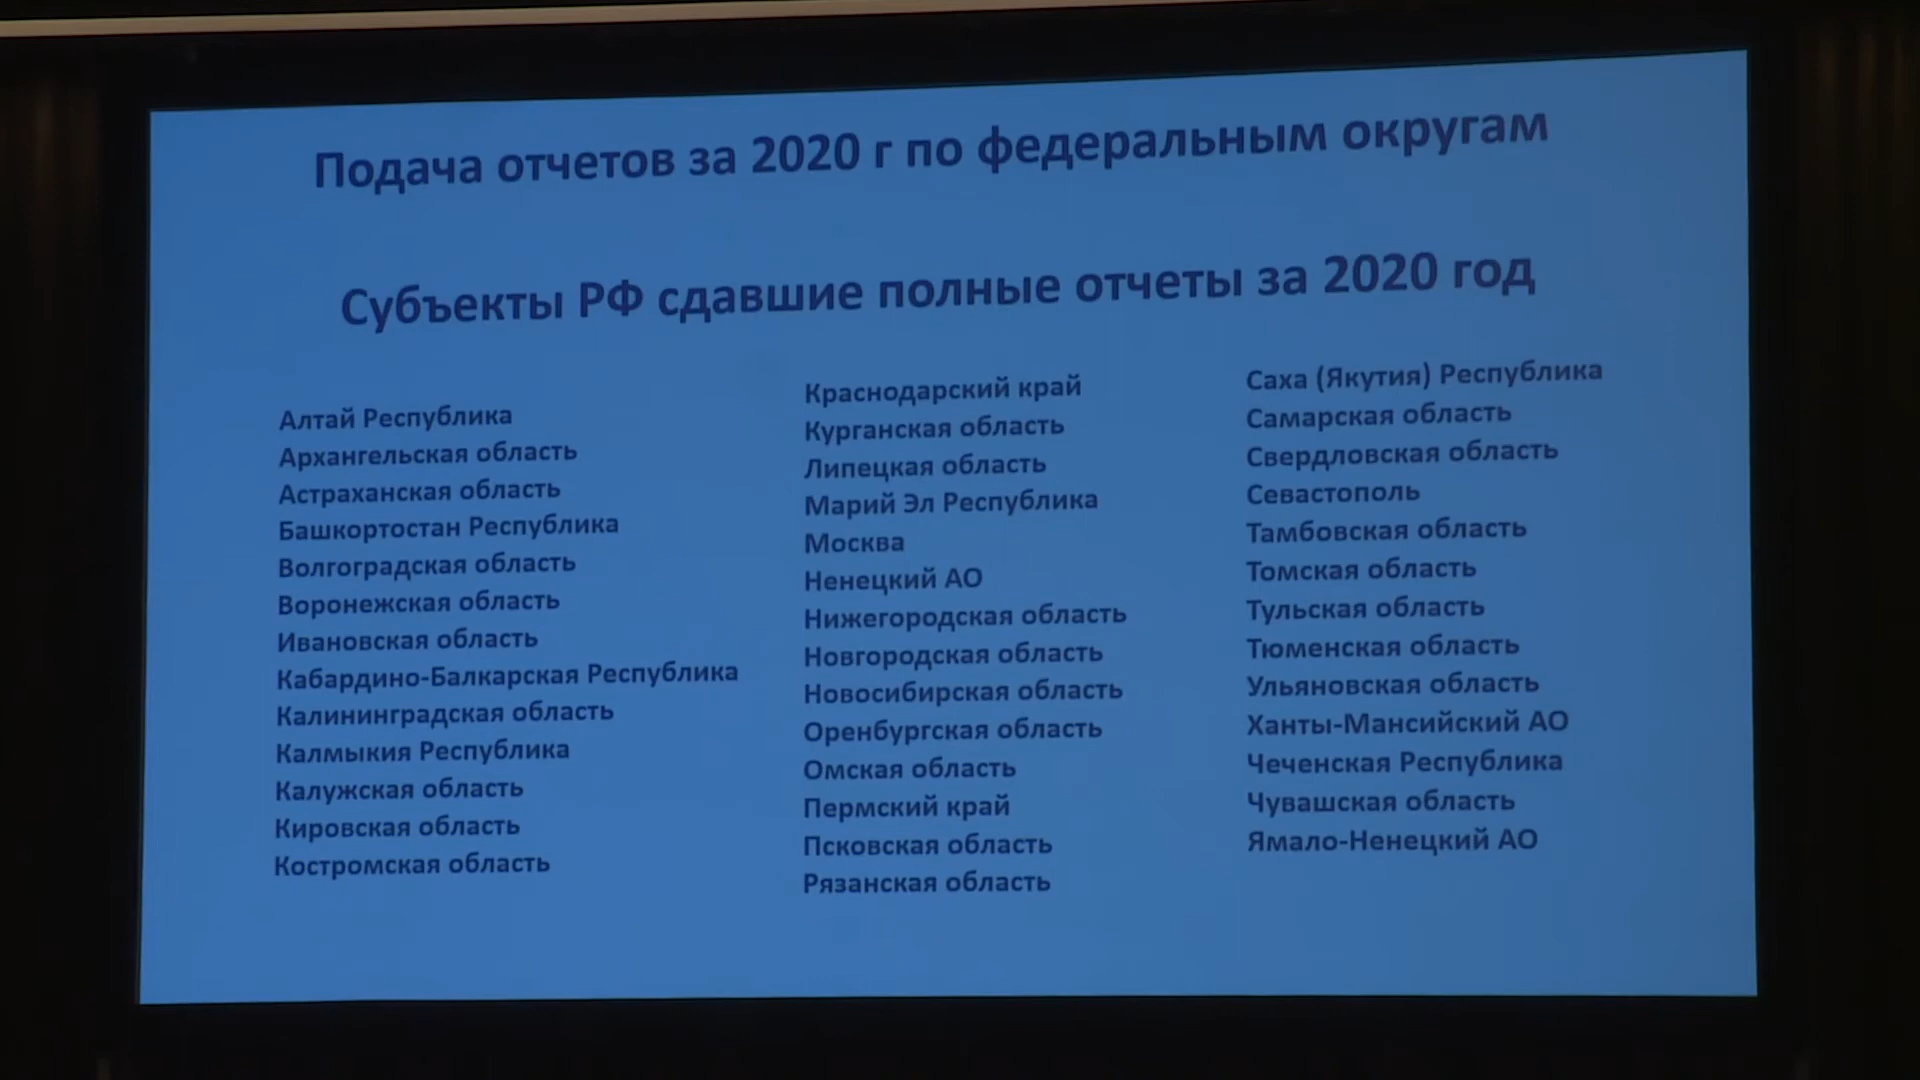 Подача отчетов за 2020 г по федеральным округам
Субъекты РФ сдавшие полные отчеты за 2020 год
Алтай Республика
Архангельская область
Астраханская область
Башкортостан Республика
Волгоградская область
Воронежская область
Ивановская область
Кабардино-Балкарская Республика
Калининградская область
Калмыкия Республика
Калужская область
Кировская область
Костромская область
Краснодарский край
Курганская область
Липецкая область
Марий Эл Республика
Москва
Ненецкий АО
Нижегородская область
Новгородская область
Новосибирская область
Оренбургская область
Омская область
Пермский край
Псковская область
Рязанская область
Саха (Якутия) Республика
Самарская область
Свердловская область
Севастополь
Тамбовская область
Томская область
Тульская область
Тюменская область
Ульяновская область
Ханты-Мансийский АО
Чеченская Республика
Чувашская область
Ямало-Ненецкий АО